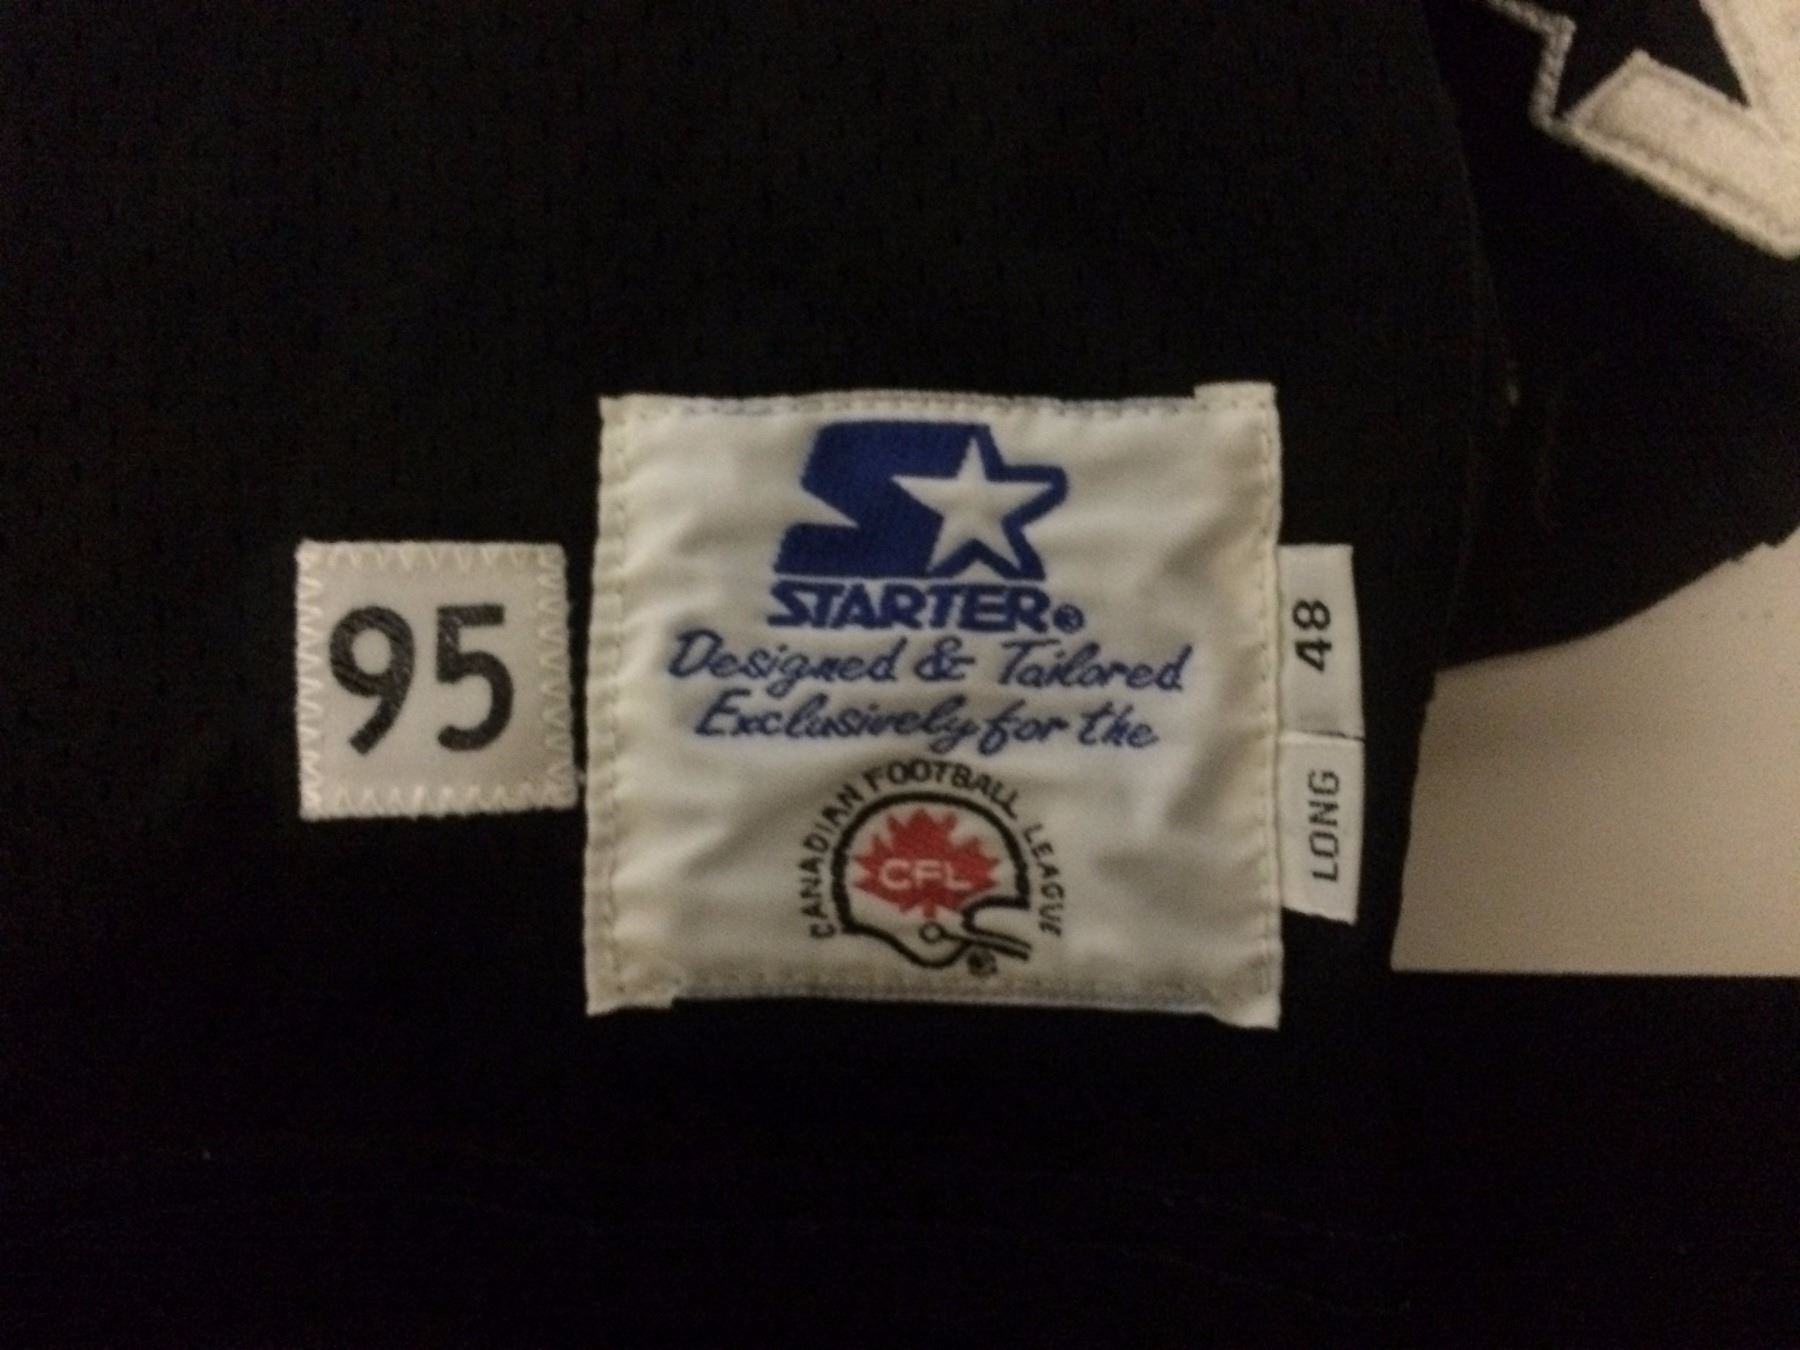 95
STARTER®
Designed & Tailored
Exclusively for the
CANADIAN FOOTBALL LEAGUE
CFL
48
LONG